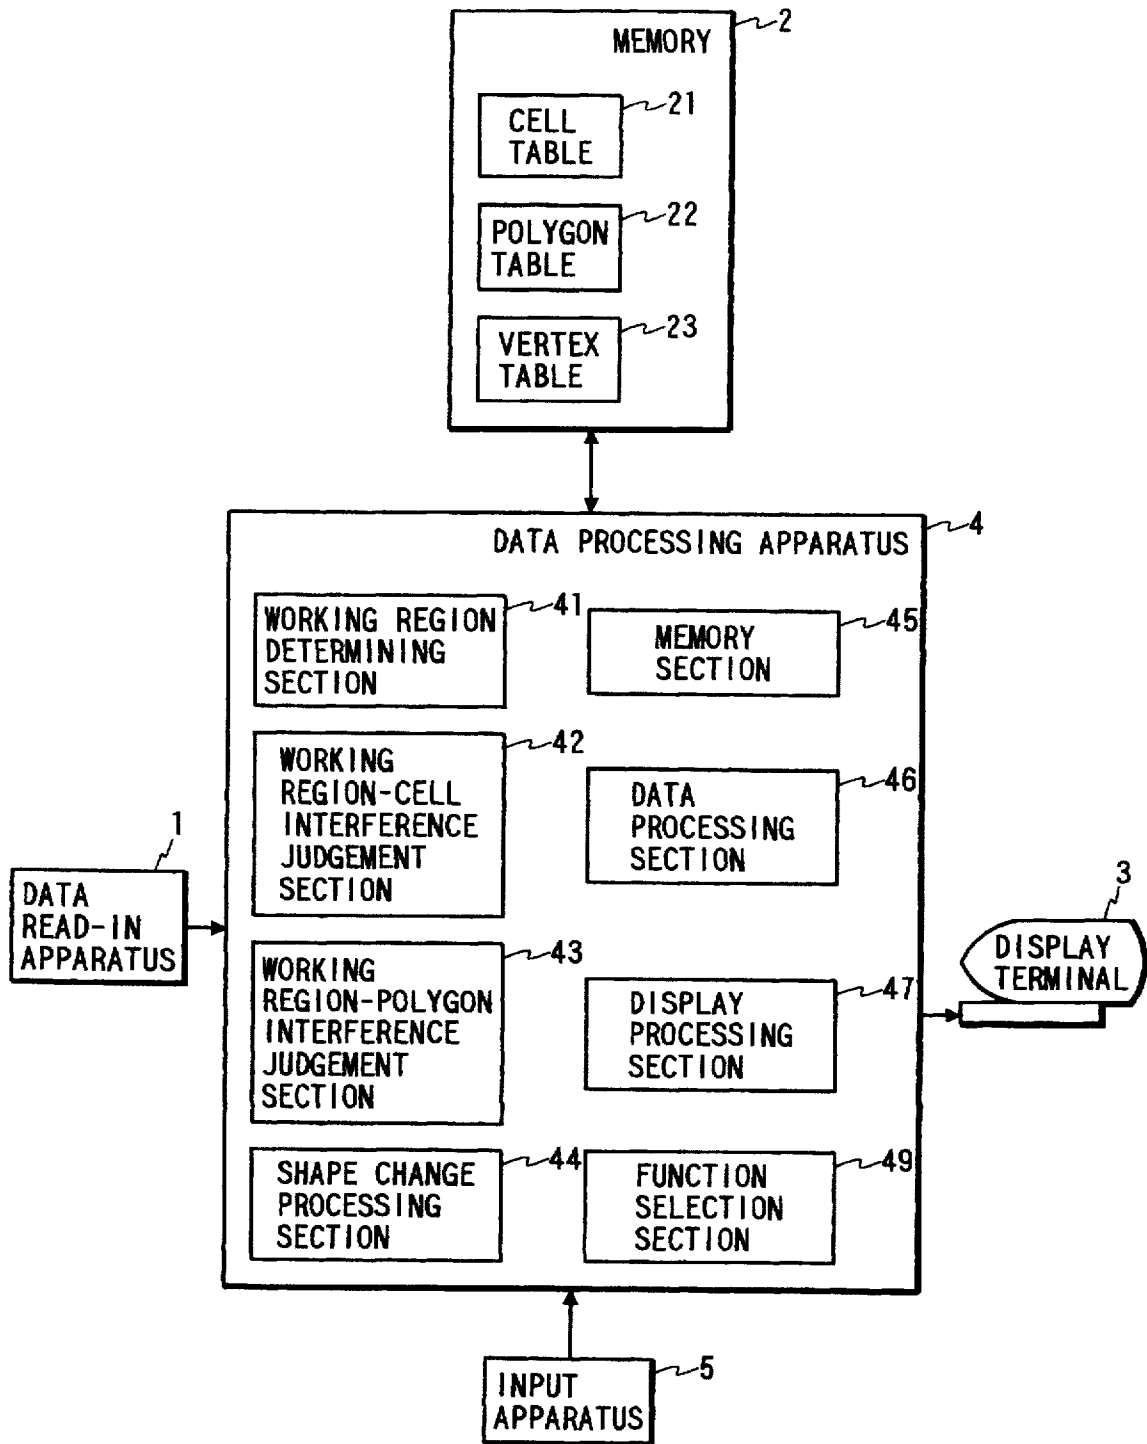 2
MEMORY
21
CELL
TABLE
22
POLYGON
TABLE
23
VERTEX
TABLE
4
DATA PROCESSING APPARATUS
41
WORKING REGION
DETERMINING
SECTION
45
MEMORY
SECTION
42
WORKING
REGION-CELL
INTERFERENCE
JUDGEMENT
SECTION
46
DATA
PROCESSING
SECTION
1
DATA
READ-IN
APPARATUS
43
WORKING
REGION-POLYGON
INTERFERENCE
JUDGEMENT
SECTION
47
DISPLAY
PROCESSING
SECTION
3
DISPLAY
TERMINAL
44
SHAPE CHANGE
PROCESSING
SECTION
49
FUNCTION
SELECTION
SECTION
5
INPUT
APPARATUS